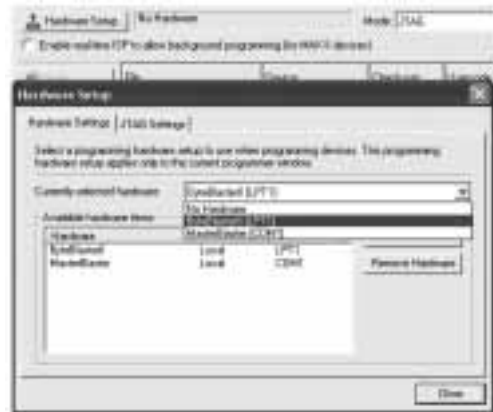 Hardware Setup... No Hardware Mode: JTAG
Enable real-time ISP to allow background programming (for MAX II devices)
File
Hardware Setup
Hardware Settings JTAG Settings
Select a programming hardware setup to use when programming devices. This programming
hardware setup applies only to the current programmer window.
Currently selected hardware: ByteBlasterII [LPT1]
No Hardware
ByteBlasterII [LPT1]
Available hardware items: MasterBlaster [COM1]
Hardware
ByteBlasterII Local LPT1
MasterBlaster Local COM1
Remove Hardware
Close